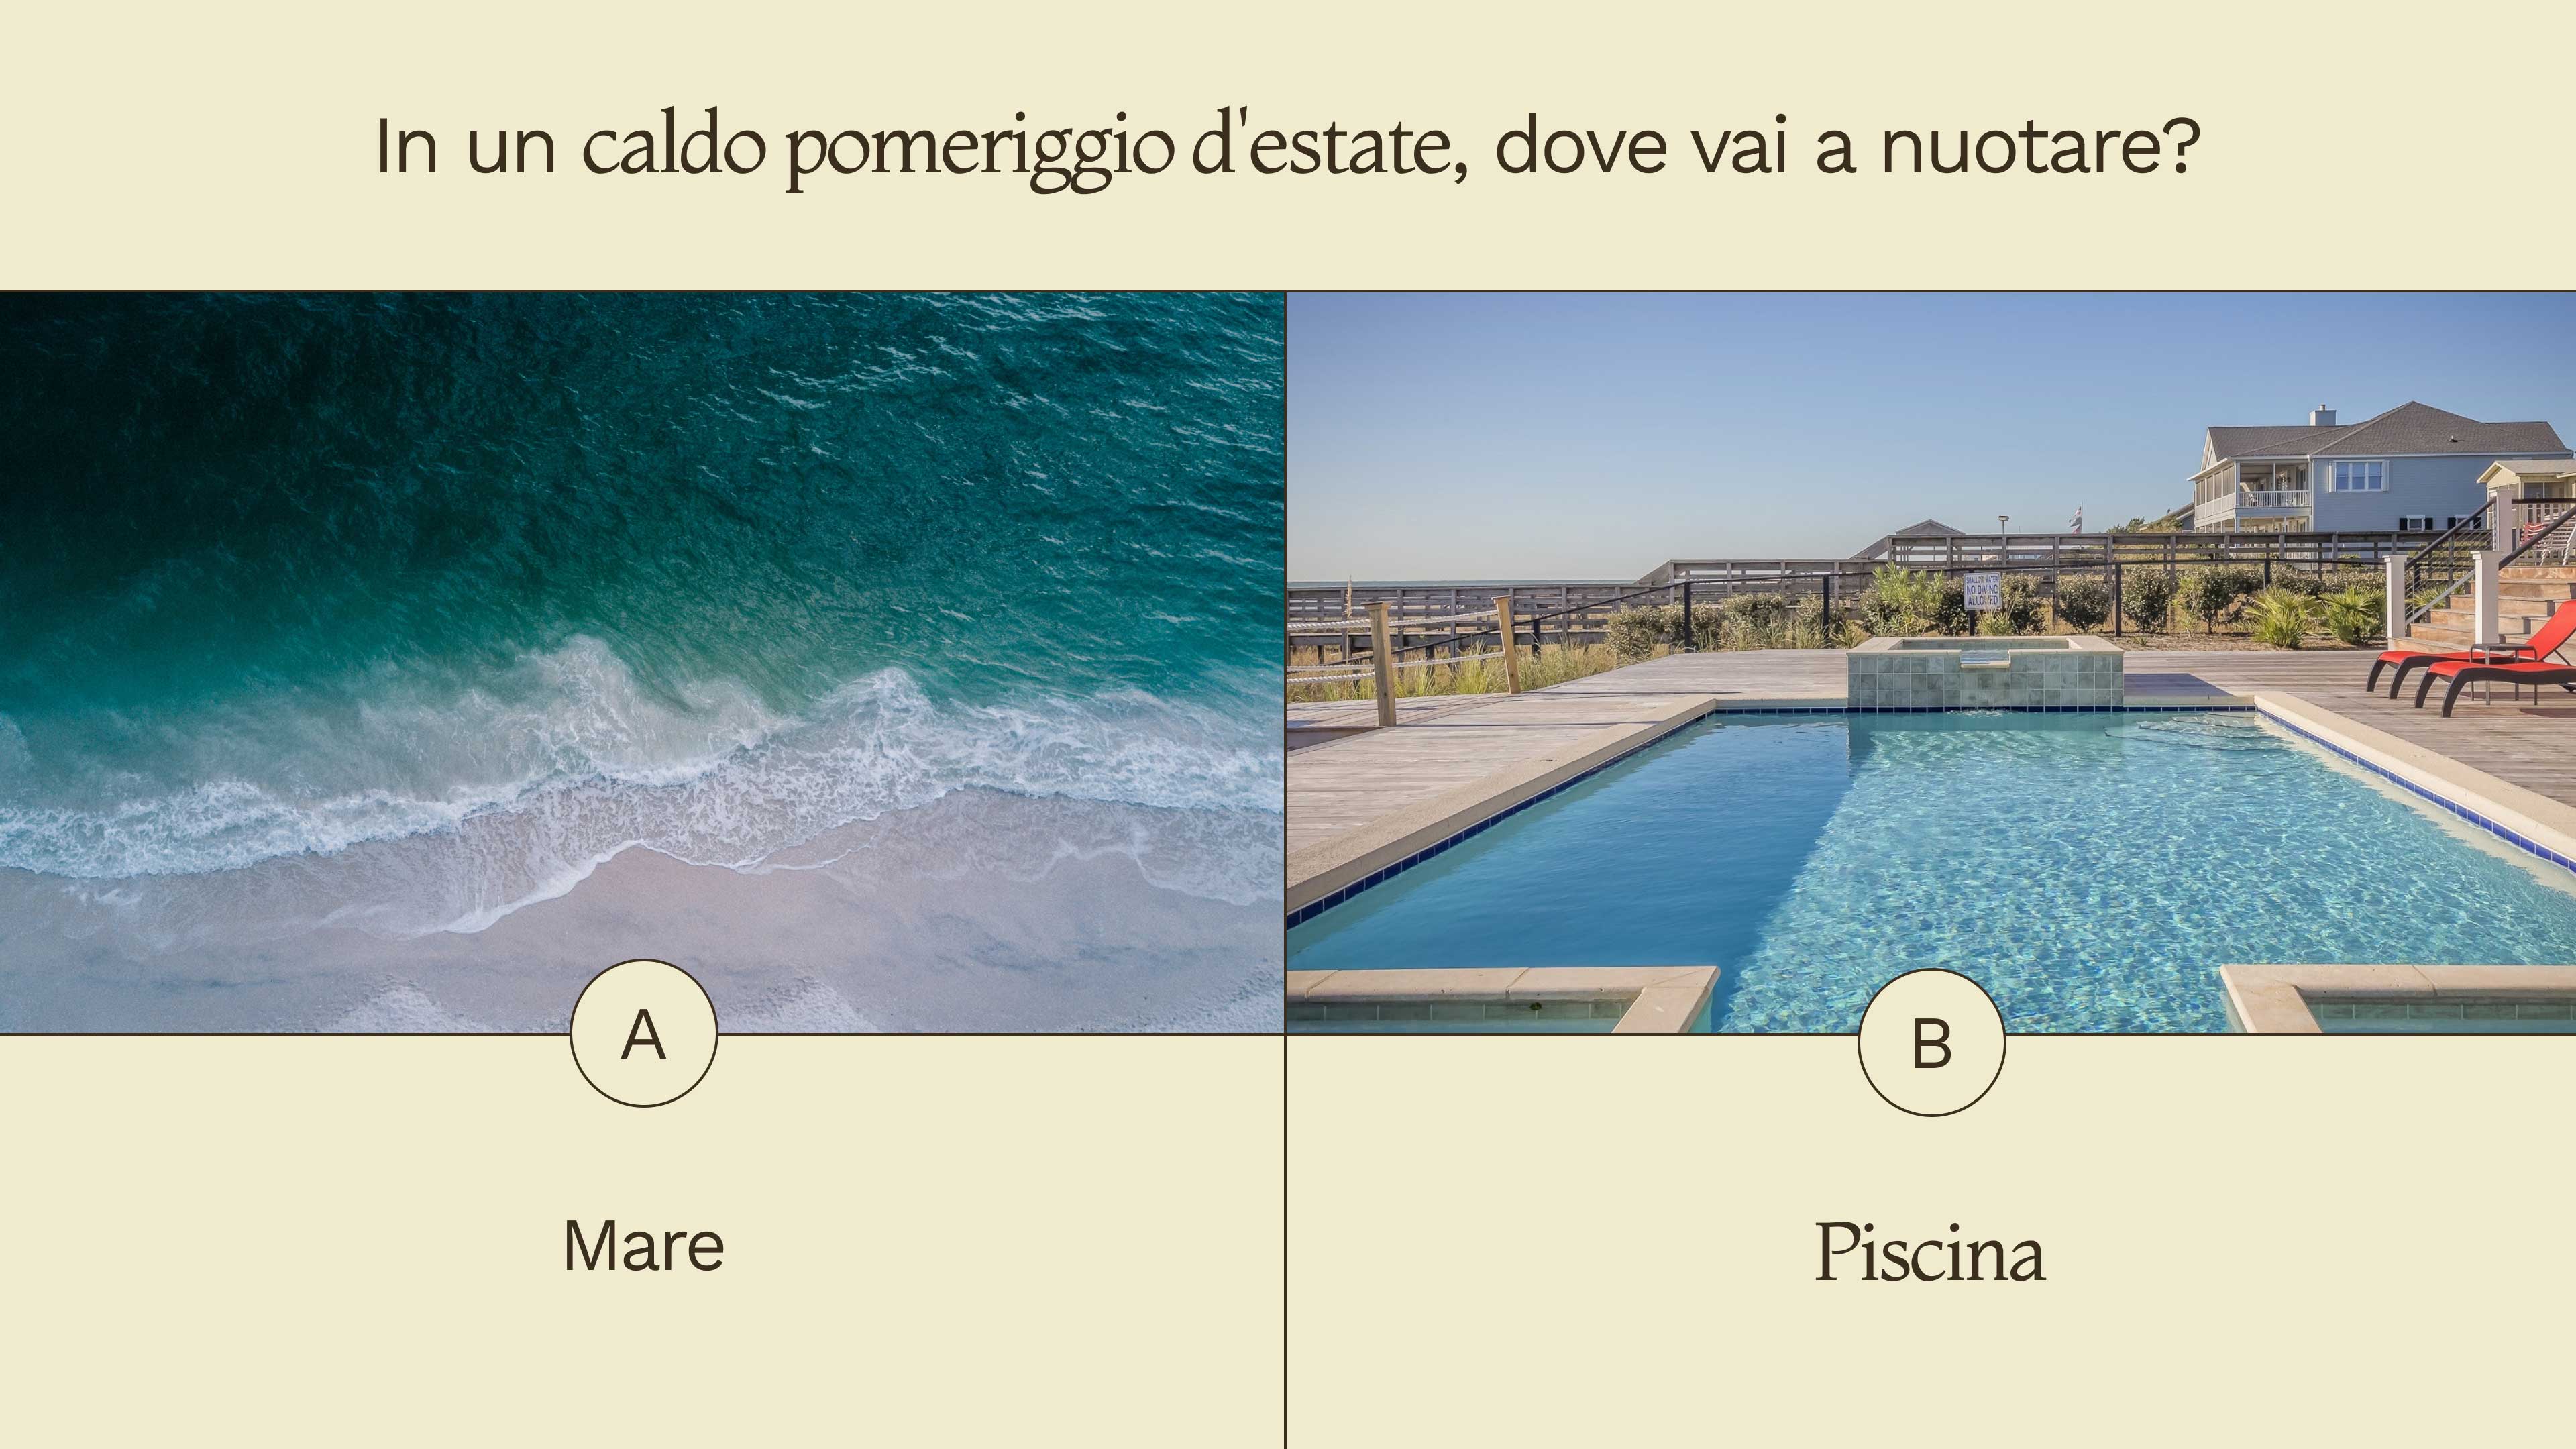 In un caldo pomeriggio d'estate, dove vai a nuotare?
SHALLOW WATER
NO DIVING
ALLOWED
A
B
Mare
Piscina